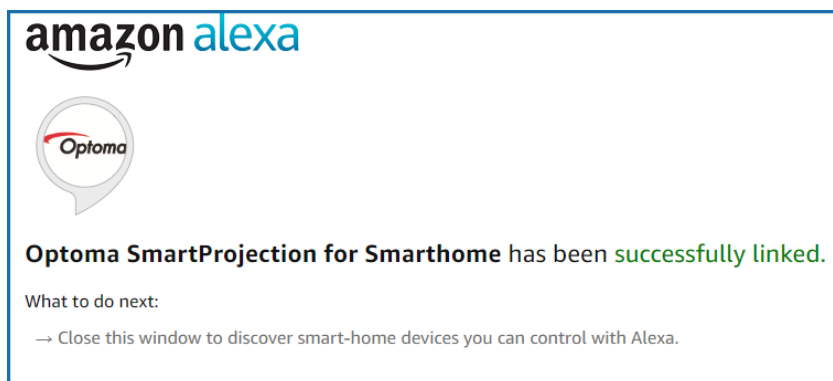 amazon alexa
Optoma
Optoma SmartProjection for Smarthome has been successfully linked.
What to do next:
→ Close this window to discover smart-home devices you can control with Alexa.